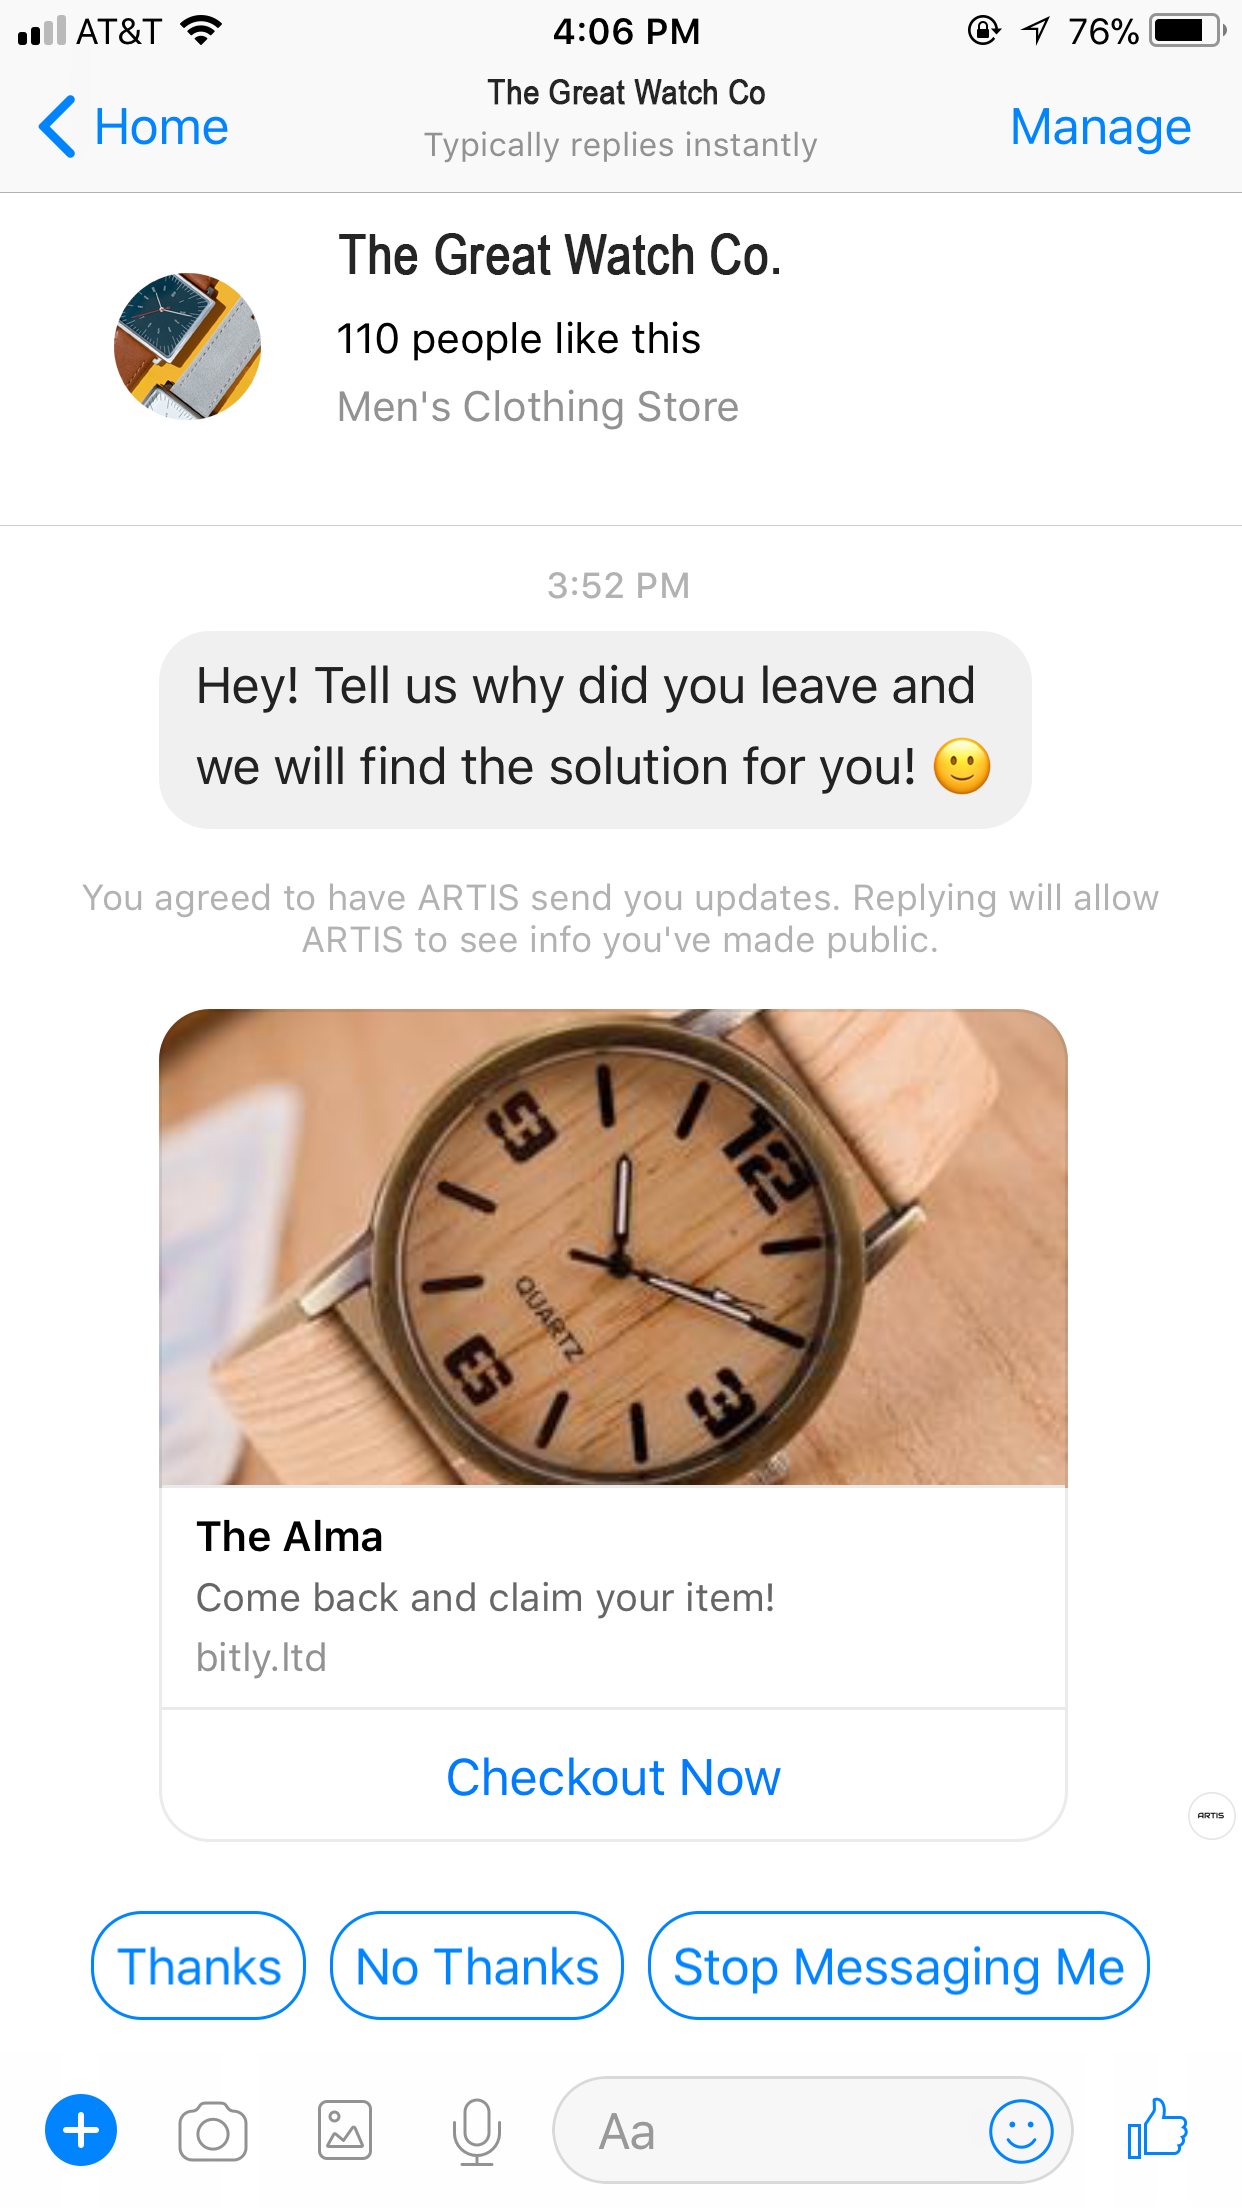 AT&T 4:06 PM 76%
Home The Great Watch Co Manage
Typically replies instantly
The Great Watch Co.
110 people like this
Men's Clothing Store
3:52 PM
Hey! Tell us why did you leave and
we will find the solution for you! 🙂
You agreed to have ARTIS send you updates. Replying will allow
ARTIS to see info you've made public.
9
12
QUARTZ
6
3
The Alma
Come back and claim your item!
bitly.ltd
Checkout Now
ARTIS
Thanks No Thanks Stop Messaging Me
Aa